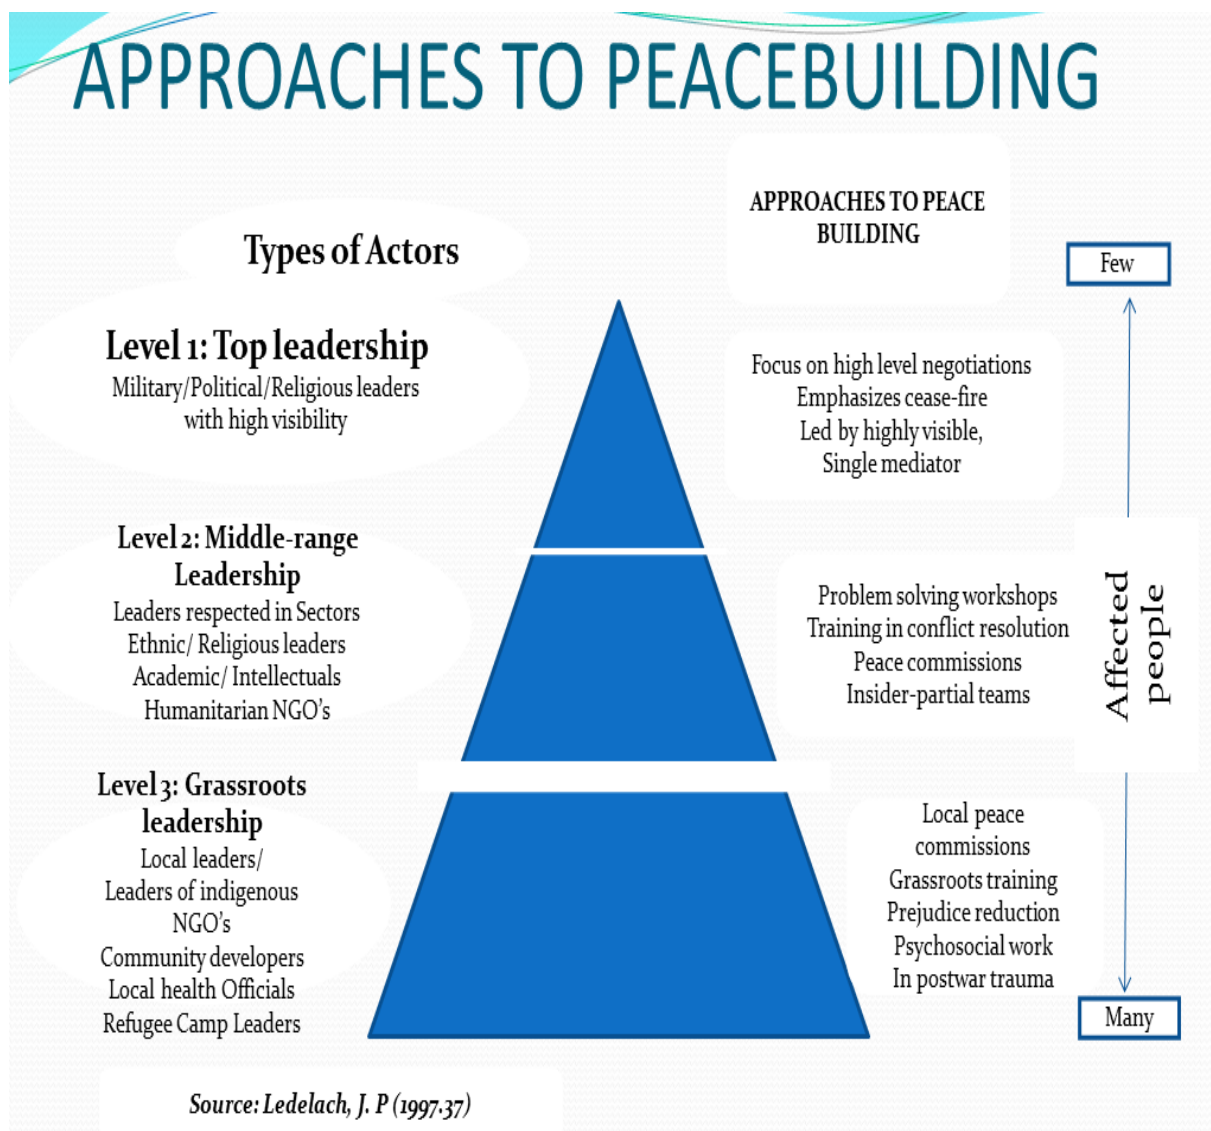 APPROACHES TO PEACEBUILDING
Types of Actors
APPROACHES TO PEACE
BUILDING
Few
Level 1: Top leadership
Military/Political/Religious leaders
with high visibility
Focus on high level negotiations
Emphasizes cease-fire
Led by highly visible,
Single mediator
Level 2: Middle-range
Leadership
Leaders respected in Sectors
Ethnic/ Religious leaders
Academic/ Intellectuals
Humanitarian NGO's
Problem solving workshops
Training in conflict resolution
Peace commissions
Insider-partial teams
Affected
people
Level 3: Grassroots
leadership
Local leaders/
Leaders of indigenous
NGO's
Community developers
Local health Officials
Refugee Camp Leaders
Local peace
commissions
Grassroots training
Prejudice reduction
Psychosocial work
In postwar trauma
Many
Source: Ledelach, J. P (1997.37)